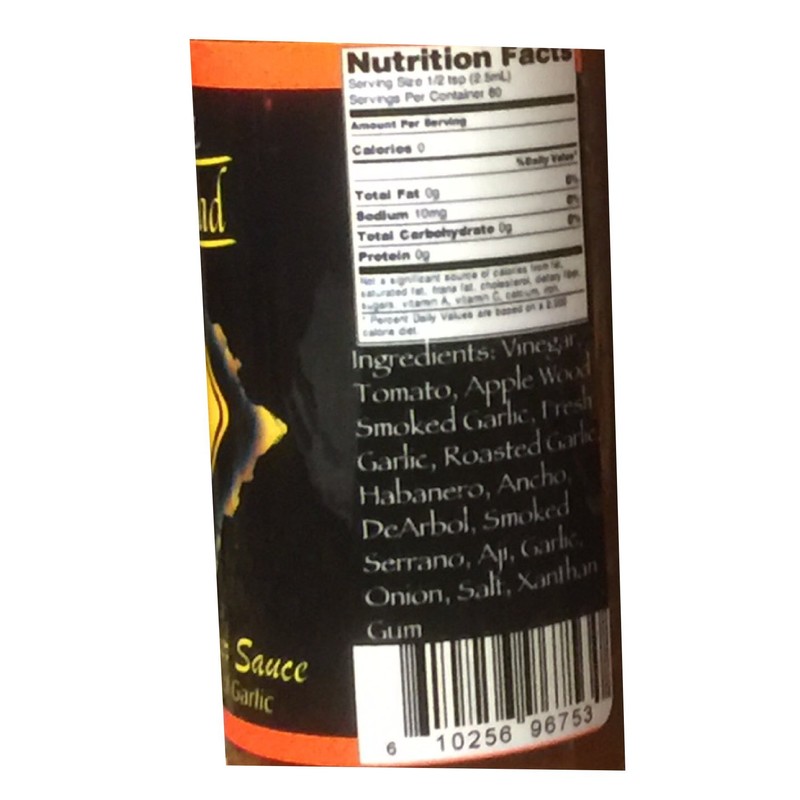 Nutrition Facts
Serving Size 1/2 tsp (2.5mL)
Servings Per Container 60
Amount Per Serving
Calories 0
%Daily Value*
0%
Total Fat 0g
0%
Sodium 10mg
0%
Total Carbohydrate 0g
Protein 0g
Not a significant source of calories from fat,
saturated fat, trans fat, cholesterol, dietary fiber,
sugars, vitamin A, vitamin C, calcium, iron.
* Percent Daily Values are based on a 2,000
calorie diet.
Ingredients: Vinegar,
Tomato, Apple Wood
Smoked Garlic, Fresh
Garlic, Roasted Garlic,
Habanero, Ancho,
DeArbol, Smoked
Serrano, Aji, Garlic,
Onion, Salt, Xanthan
Gum
Sauce
Garlic
6 10256 96753